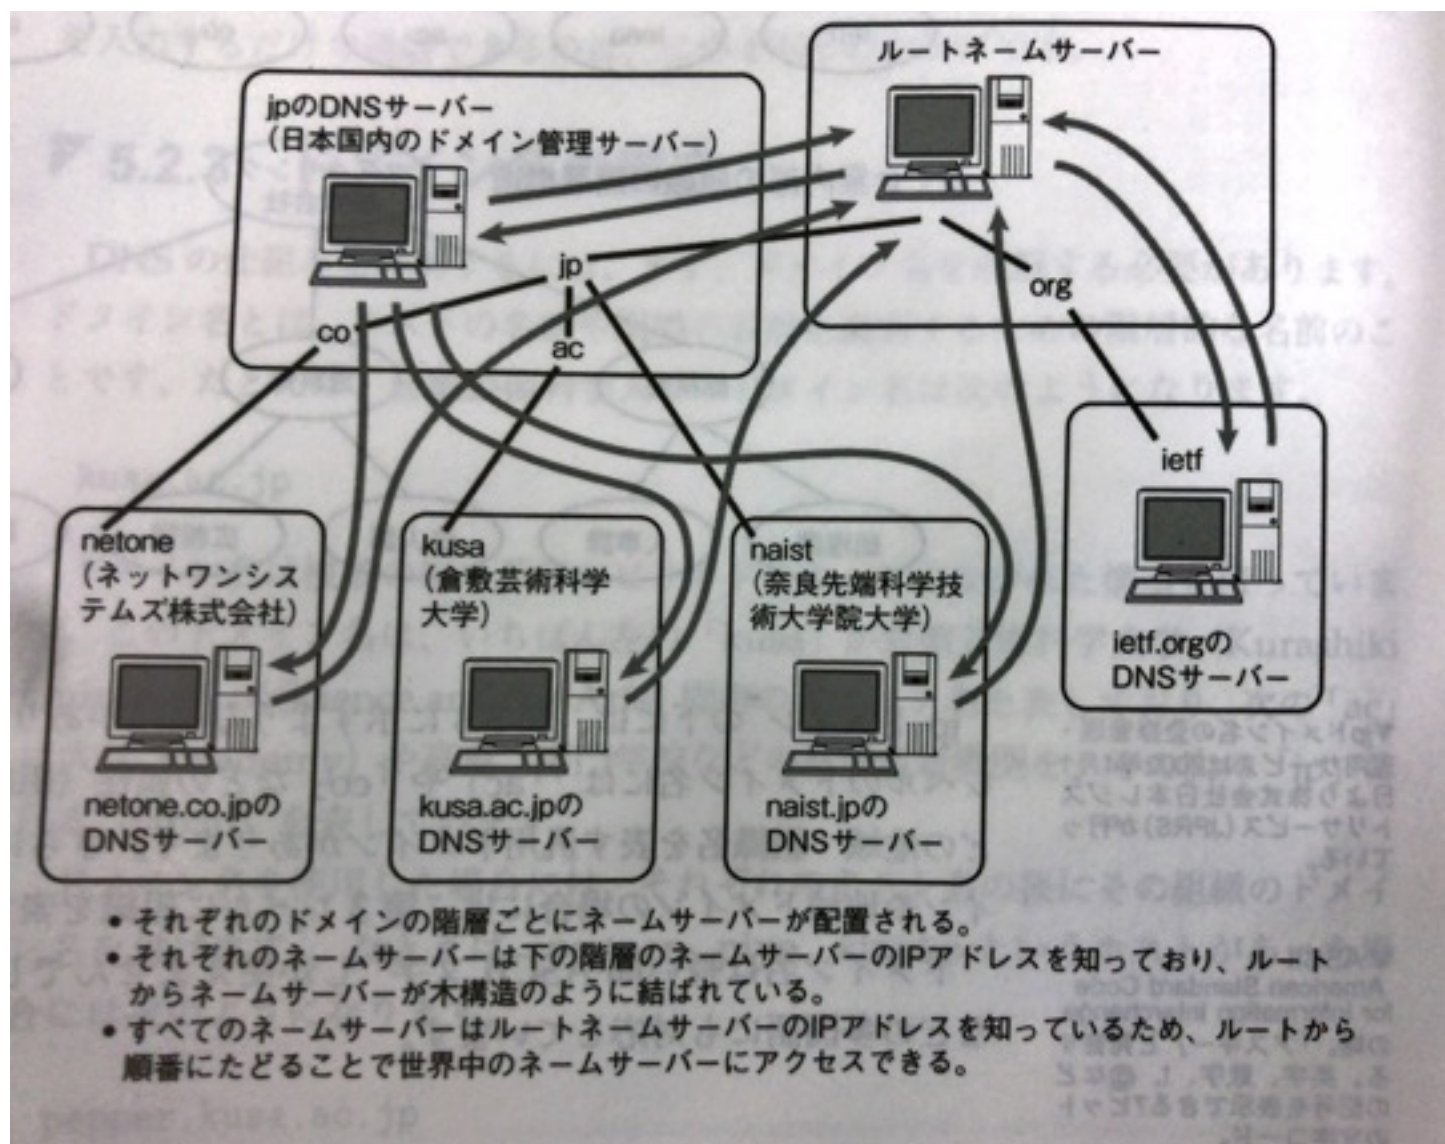 ルートネームサーバー
jpのDNSサーバー
（日本国内のドメイン管理サーバー）
jp
org
co
ac
ietf
netone
（ネットワンシス
テムズ株式会社）
kusa
（倉敷芸術科学
大学）
naist
（奈良先端科学技
術大学院大学）
ietf.orgの
DNSサーバー
netone.co.jpの
DNSサーバー
kusa.ac.jpの
DNSサーバー
naist.jpの
DNSサーバー
• それぞれのドメインの階層ごとにネームサーバーが配置される。
• それぞれのネームサーバーは下の階層のネームサーバーのIPアドレスを知っており、ルート
からネームサーバーが木構造のように結ばれている。
• すべてのネームサーバーはルートネームサーバーのIPアドレスを知っているため、ルートから
順番にたどることで世界中のネームサーバーにアクセスできる。
5.2.3
kusa.ac.jp
pepper.kusa.ac.jp